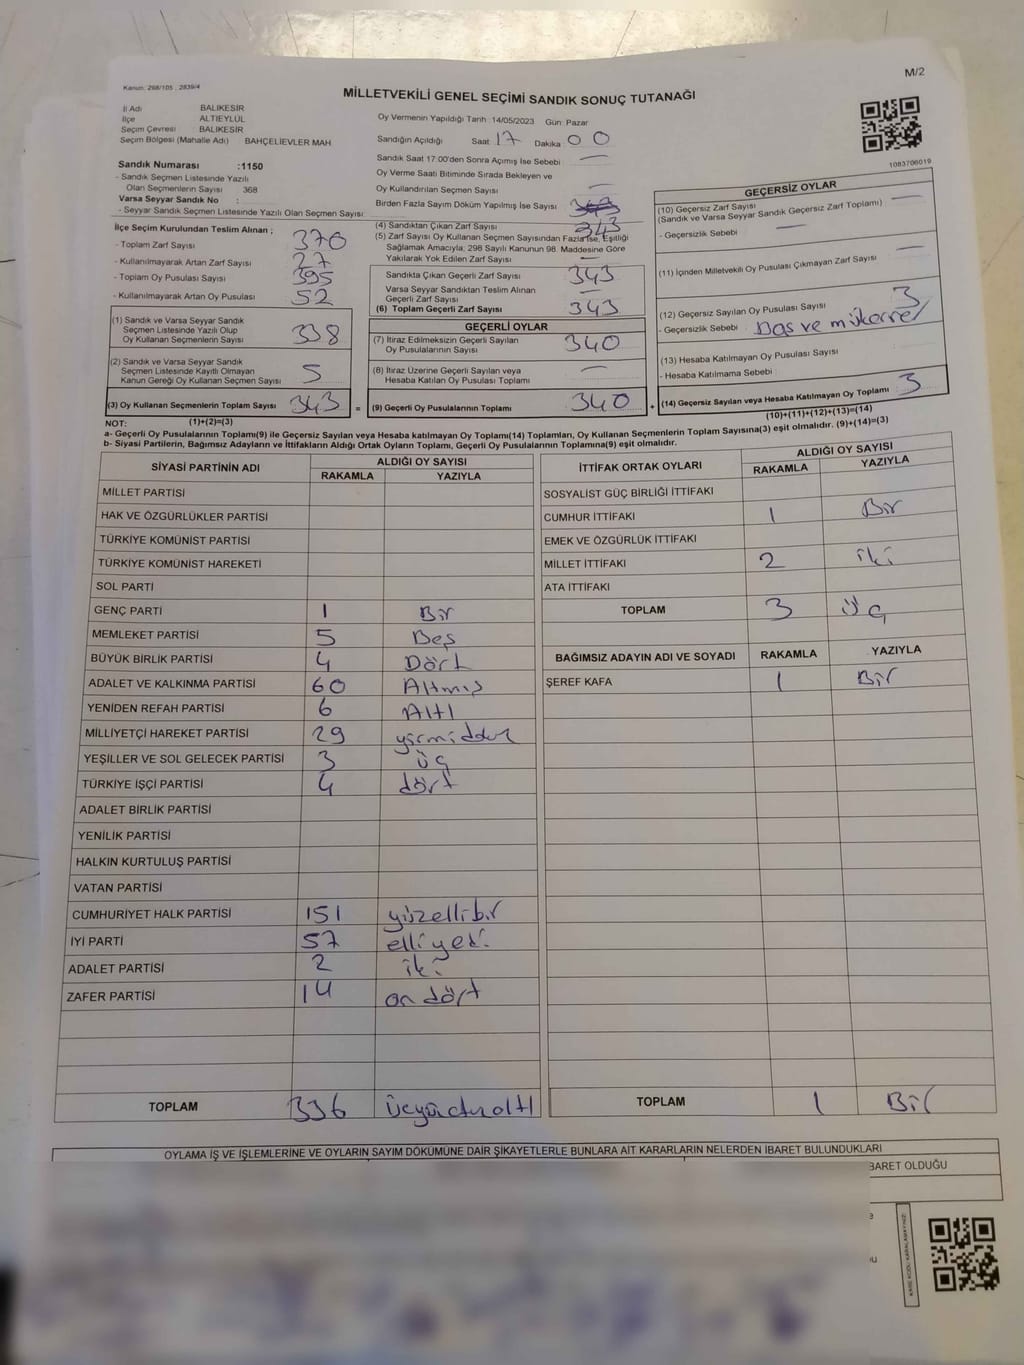 M/2
Kanun: 298/105 , 2839/4
MİLLETVEKİLİ GENEL SEÇİMİ SANDIK SONUÇ TUTANAĞI
İl Adı BALIKESİR
İlçe ALTIEYLÜL
Seçim Çevresi BALIKESİR
Seçim Bölgesi (Mahalle Adı) BAHÇELİEVLER MAH
Sandık Numarası :1150
- Sandık Seçmen Listesinde Yazılı
Olan Seçmenlerin Sayısı 368
Varsa Seyyar Sandık No :
- Seyyar Sandık Seçmen Listesinde Yazılı Olan Seçmen Sayısı
Oy Vermenin Yapıldığı Tarih :14/05/2023 Gün: Pazar
Sandığın Açıldığı Saat 17 Dakika 00
Sandık Saat 17:00'den Sonra Açımış İse Sebebi —
Oy Verme Saati Bitiminde Sırada Bekleyen ve
Oy Kullandırılan Seçmen Sayısı —
Birden Fazla Sayım Döküm Yapılmış İse Sayısı
1083706019
İlçe Seçim Kurulundan Teslim Alınan ;
- Toplam Zarf Sayısı 370
- Kullanılmayarak Artan Zarf Sayısı 27
- Toplam Oy Pusulası Sayısı 395
- Kullanılmayarak Artan Oy Pusulası 52
(1) Sandık ve Varsa Seyyar Sandık
Seçmen Listesinde Yazılı Olup
Oy Kullanan Seçmenlerin Sayısı 338
(2) Sandık ve Varsa Seyyar Sandık
Seçmen Listesinde Kayıtlı Olmayan
Kanun Gereği Oy Kullanan Seçmen Sayısı 5
(3) Oy Kullanan Seçmenlerin Toplam Sayısı 343 =
(1)+(2)=(3)
(4) Sandıktan Çıkan Zarf Sayısı 343
(5) Zarf Sayısı Oy Kullanan Seçmen Sayısından Fazla İse, Eşitliği
Sağlamak Amacıyla; 298 Sayılı Kanunun 98. Maddesine Göre
Yakılarak Yok Edilen Zarf Sayısı —
Sandıkta Çıkan Geçerli Zarf Sayısı 343
Varsa Seyyar Sandıktan Teslim Alınan
Geçerli Zarf Sayısı —
(6) Toplam Geçerli Zarf Sayısı 343
GEÇERLİ OYLAR
(7) İtiraz Edilmeksizin Geçerli Sayılan
Oy Pusulalarının Sayısı 340
(8) İtiraz Üzerine Geçerli Sayılan veya
Hesaba Katılan Oy Pusulası Toplamı —
(9) Geçerli Oy Pusulalarının Toplamı 340 +
GEÇERSİZ OYLAR
(10) Geçersiz Zarf Sayısı
(Sandık ve Varsa Seyyar Sandık Geçersiz Zarf Toplamı) —
- Geçersizlik Sebebi —
(11) İçinden Milletvekili Oy Pusulası Çıkmayan Zarf Sayısı —
(12) Geçersiz Sayılan Oy Pusulası Sayısı 3
- Geçersizlik Sebebi : Boş ve mükerrer
(13) Hesaba Katılmayan Oy Pusulası Sayısı
- Hesaba Katılmama Sebebi
(14) Geçersiz Sayılan veya Hesaba Katılmayan Oy Toplamı 3
(10)+(11)+(12)+(13)=(14)
NOT:
a- Geçerli Oy Pusulalarının Toplamı(9) ile Geçersiz Sayılan veya Hesaba katılmayan Oy Toplam(14) Toplamları, Oy Kullanan Seçmenlerin Toplam Sayısına(3) eşit olmalıdır. (9)+(14)=(3)
b- Siyasi Partilerin, Bağımsız Adayların ve İttifakların Aldığı Oyların Toplamı, Geçerli Oy Pusulalarının Toplamına(9) eşit olmalıdır.
SİYASİ PARTİNİN ADI ALDIĞI OY SAYISI
RAKAMLA YAZIYLA
MİLLET PARTİSİ
HAK VE ÖZGÜRLÜKLER PARTİSİ
TÜRKİYE KOMÜNİST PARTİSİ
TÜRKİYE KOMÜNİST HAREKETİ
SOL PARTİ
GENÇ PARTİ 1 Bir
MEMLEKET PARTİSİ 5 Beş
BÜYÜK BİRLİK PARTİSİ 4 Dört
ADALET VE KALKINMA PARTİSİ 60 Altmış
YENİDEN REFAH PARTİSİ 6 Altı
MİLLİYETÇİ HAREKET PARTİSİ 29
YEŞİLLER VE SOL GELECEK PARTİSİ 3 üç
TÜRKİYE İŞÇİ PARTİSİ 4 dört
ADALET BİRLİK PARTİSİ
YENİLİK PARTİSİ
HALKIN KURTULUŞ PARTİSİ
VATAN PARTİSİ
CUMHURİYET HALK PARTİSİ 151 yüzellibir
İYİ PARTİ 57 elliyedi
ADALET PARTİSİ 2 iki
ZAFER PARTİSİ 14 on dört
TOPLAM 336 üçyüzotuzaltı
İTTİFAK ORTAK OYLARI ALDIĞI OY SAYISI
RAKAMLA YAZIYLA
SOSYALİST GÜÇ BİRLİĞİ İTTİFAKI
CUMHUR İTTİFAKI 1 Bir
EMEK VE ÖZGÜRLÜK İTTİFAKI
MİLLET İTTİFAKI 2 iki
ATA İTTİFAKI
TOPLAM 3 üç
BAĞIMSIZ ADAYIN ADI VE SOYADI RAKAMLA YAZIYLA
ŞEREF KAFA 1 Bir
TOPLAM 1 Bir
OYLAMA İŞ VE İŞLEMLERİNE VE OYLARIN SAYIM DÖKÜMÜNE DAİR ŞİKAYETLERLE BUNLARA AİT KARARLARIN NELERDEN İBARET BULUNDUKLARI
BARET OLDUĞU